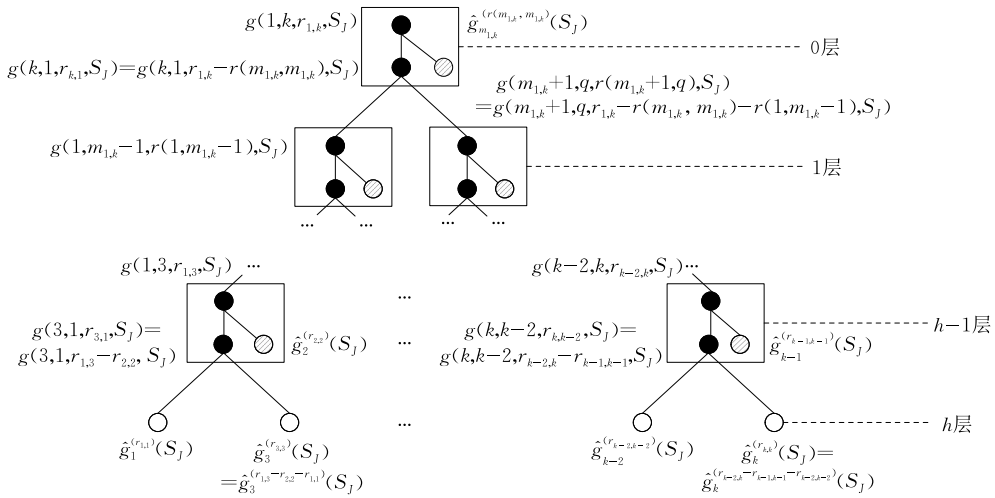 g(1,k,r_{1,k},S_J)
ĝ_{m_{1,k}}^{(r(m_{1,k},m_{1,k}))}(S_J)
0层
g(k,1,r_{k,1},S_J)=g(k,1,r_{1,k}−r(m_{1,k},m_{1,k}),S_J)
g(m_{1,k}+1,q,r(m_{1,k}+1,q),S_J)
=g(m_{1,k}+1,q,r_{1,k}−r(m_{1,k}, m_{1,k})−r(1,m_{1,k}−1),S_J)
g(1,m_{1,k}−1,r(1,m_{1,k}−1),S_J)
1层
... ... ... ...
g(1,3,r_{1,3},S_J) ...
...
g(k−2,k,r_{k−2,k},S_J)...
g(3,1,r_{3,1},S_J)=
g(3,1,r_{1,3}−r_{2,2}, S_J)
ĝ_2^{(r_{2,2})}(S_J)
...
g(k,k−2,r_{k,k−2},S_J)=
g(k,k−2,r_{k−2,k}−r_{k−1,k−1},S_J)
ĝ_{k−1}^{(r_{k−1,k−1})}(S_J)
h−1层
...
h层
ĝ_1^{(r_{1,1})}(S_J)
ĝ_3^{(r_{3,3})}(S_J)
=ĝ_3^{(r_{1,3}−r_{2,2}−r_{1,1})}(S_J)
ĝ_{k−2}^{(r_{k−2,k−2})}(S_J)
ĝ_k^{(r_{k,k})}(S_J)=
ĝ_k^{(r_{k−2,k}−r_{k−1,k−1}−r_{k−2,k−2})}(S_J)